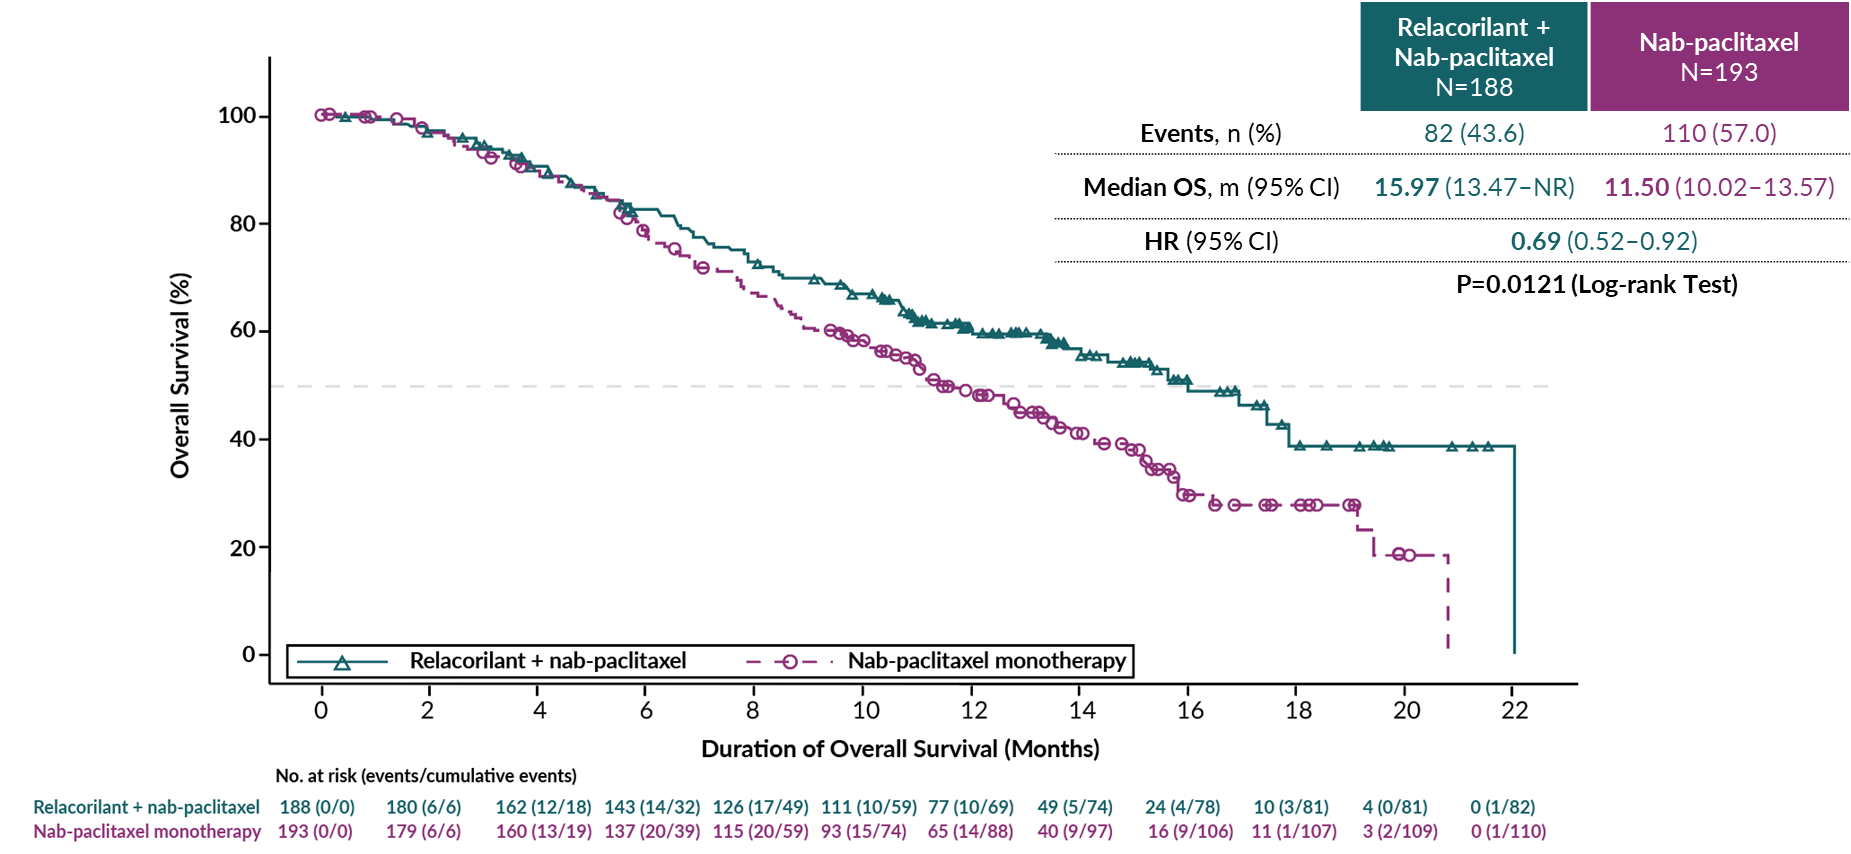 Relacorilant +
Nab-paclitaxel
N=188
Nab-paclitaxel
N=193
Events, n (%) 82 (43.6) 110 (57.0)
Median OS, m (95% CI) 15.97 (13.47–NR) 11.50 (10.02–13.57)
HR (95% CI) 0.69 (0.52–0.92)
P=0.0121 (Log-rank Test)
Overall Survival (%)
100
80
60
40
20
0
Relacorilant + nab-paclitaxel Nab-paclitaxel monotherapy
0 2 4 6 8 10 12 14 16 18 20 22
Duration of Overall Survival (Months)
No. at risk (events/cumulative events)
Relacorilant + nab-paclitaxel 188 (0/0) 180 (6/6) 162 (12/18) 143 (14/32) 126 (17/49) 111 (10/59) 77 (10/69) 49 (5/74) 24 (4/78) 10 (3/81) 4 (0/81) 0 (1/82)
Nab-paclitaxel monotherapy 193 (0/0) 179 (6/6) 160 (13/19) 137 (20/39) 115 (20/59) 93 (15/74) 65 (14/88) 40 (9/97) 16 (9/106) 11 (1/107) 3 (2/109) 0 (1/110)